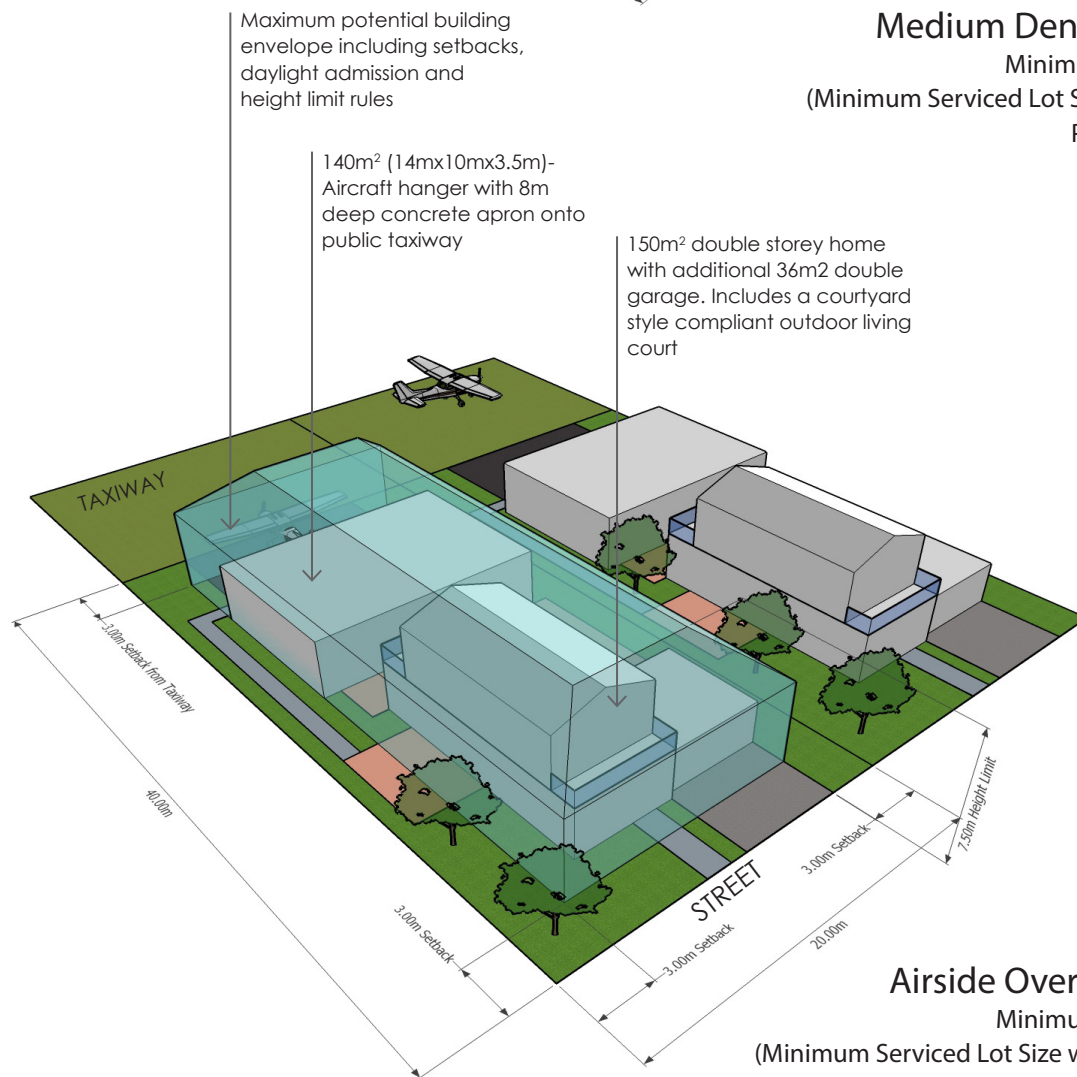 Maximum potential building
envelope including setbacks,
daylight admission and
height limit rules
Medium Den
Minim
(Minimum Serviced Lot S
140m² (14mx10mx3.5m)-
Aircraft hanger with 8m
deep concrete apron onto
public taxiway
150m² double storey home
with additional 36m2 double
garage. Includes a courtyard
style compliant outdoor living
court
TAXIWAY
3.00m Setback from Taxiway
40.00m
7.50m Height Limit
3.00m Setback
STREET
20.00m
3.00m Setback
3.00m Setback
Airside Over
Minimu
(Minimum Serviced Lot Size w